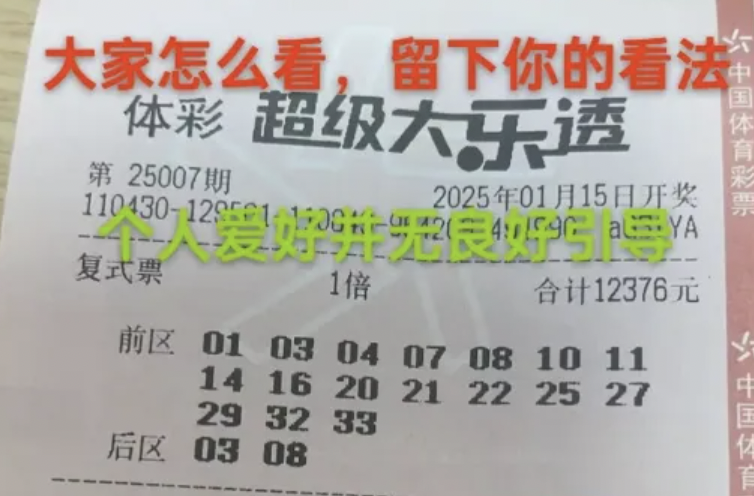 大家怎么看，留下你的看法
体彩 超级大乐透
第 25007期
2025年01月15日开奖
个人爱好并无良好引导
复式票 1倍 合计12376元
前区 01 03 04 07 08 10 11
14 16 20 21 22 25 27
29 32 33
后区 03 08
中国体育彩票
中国体育